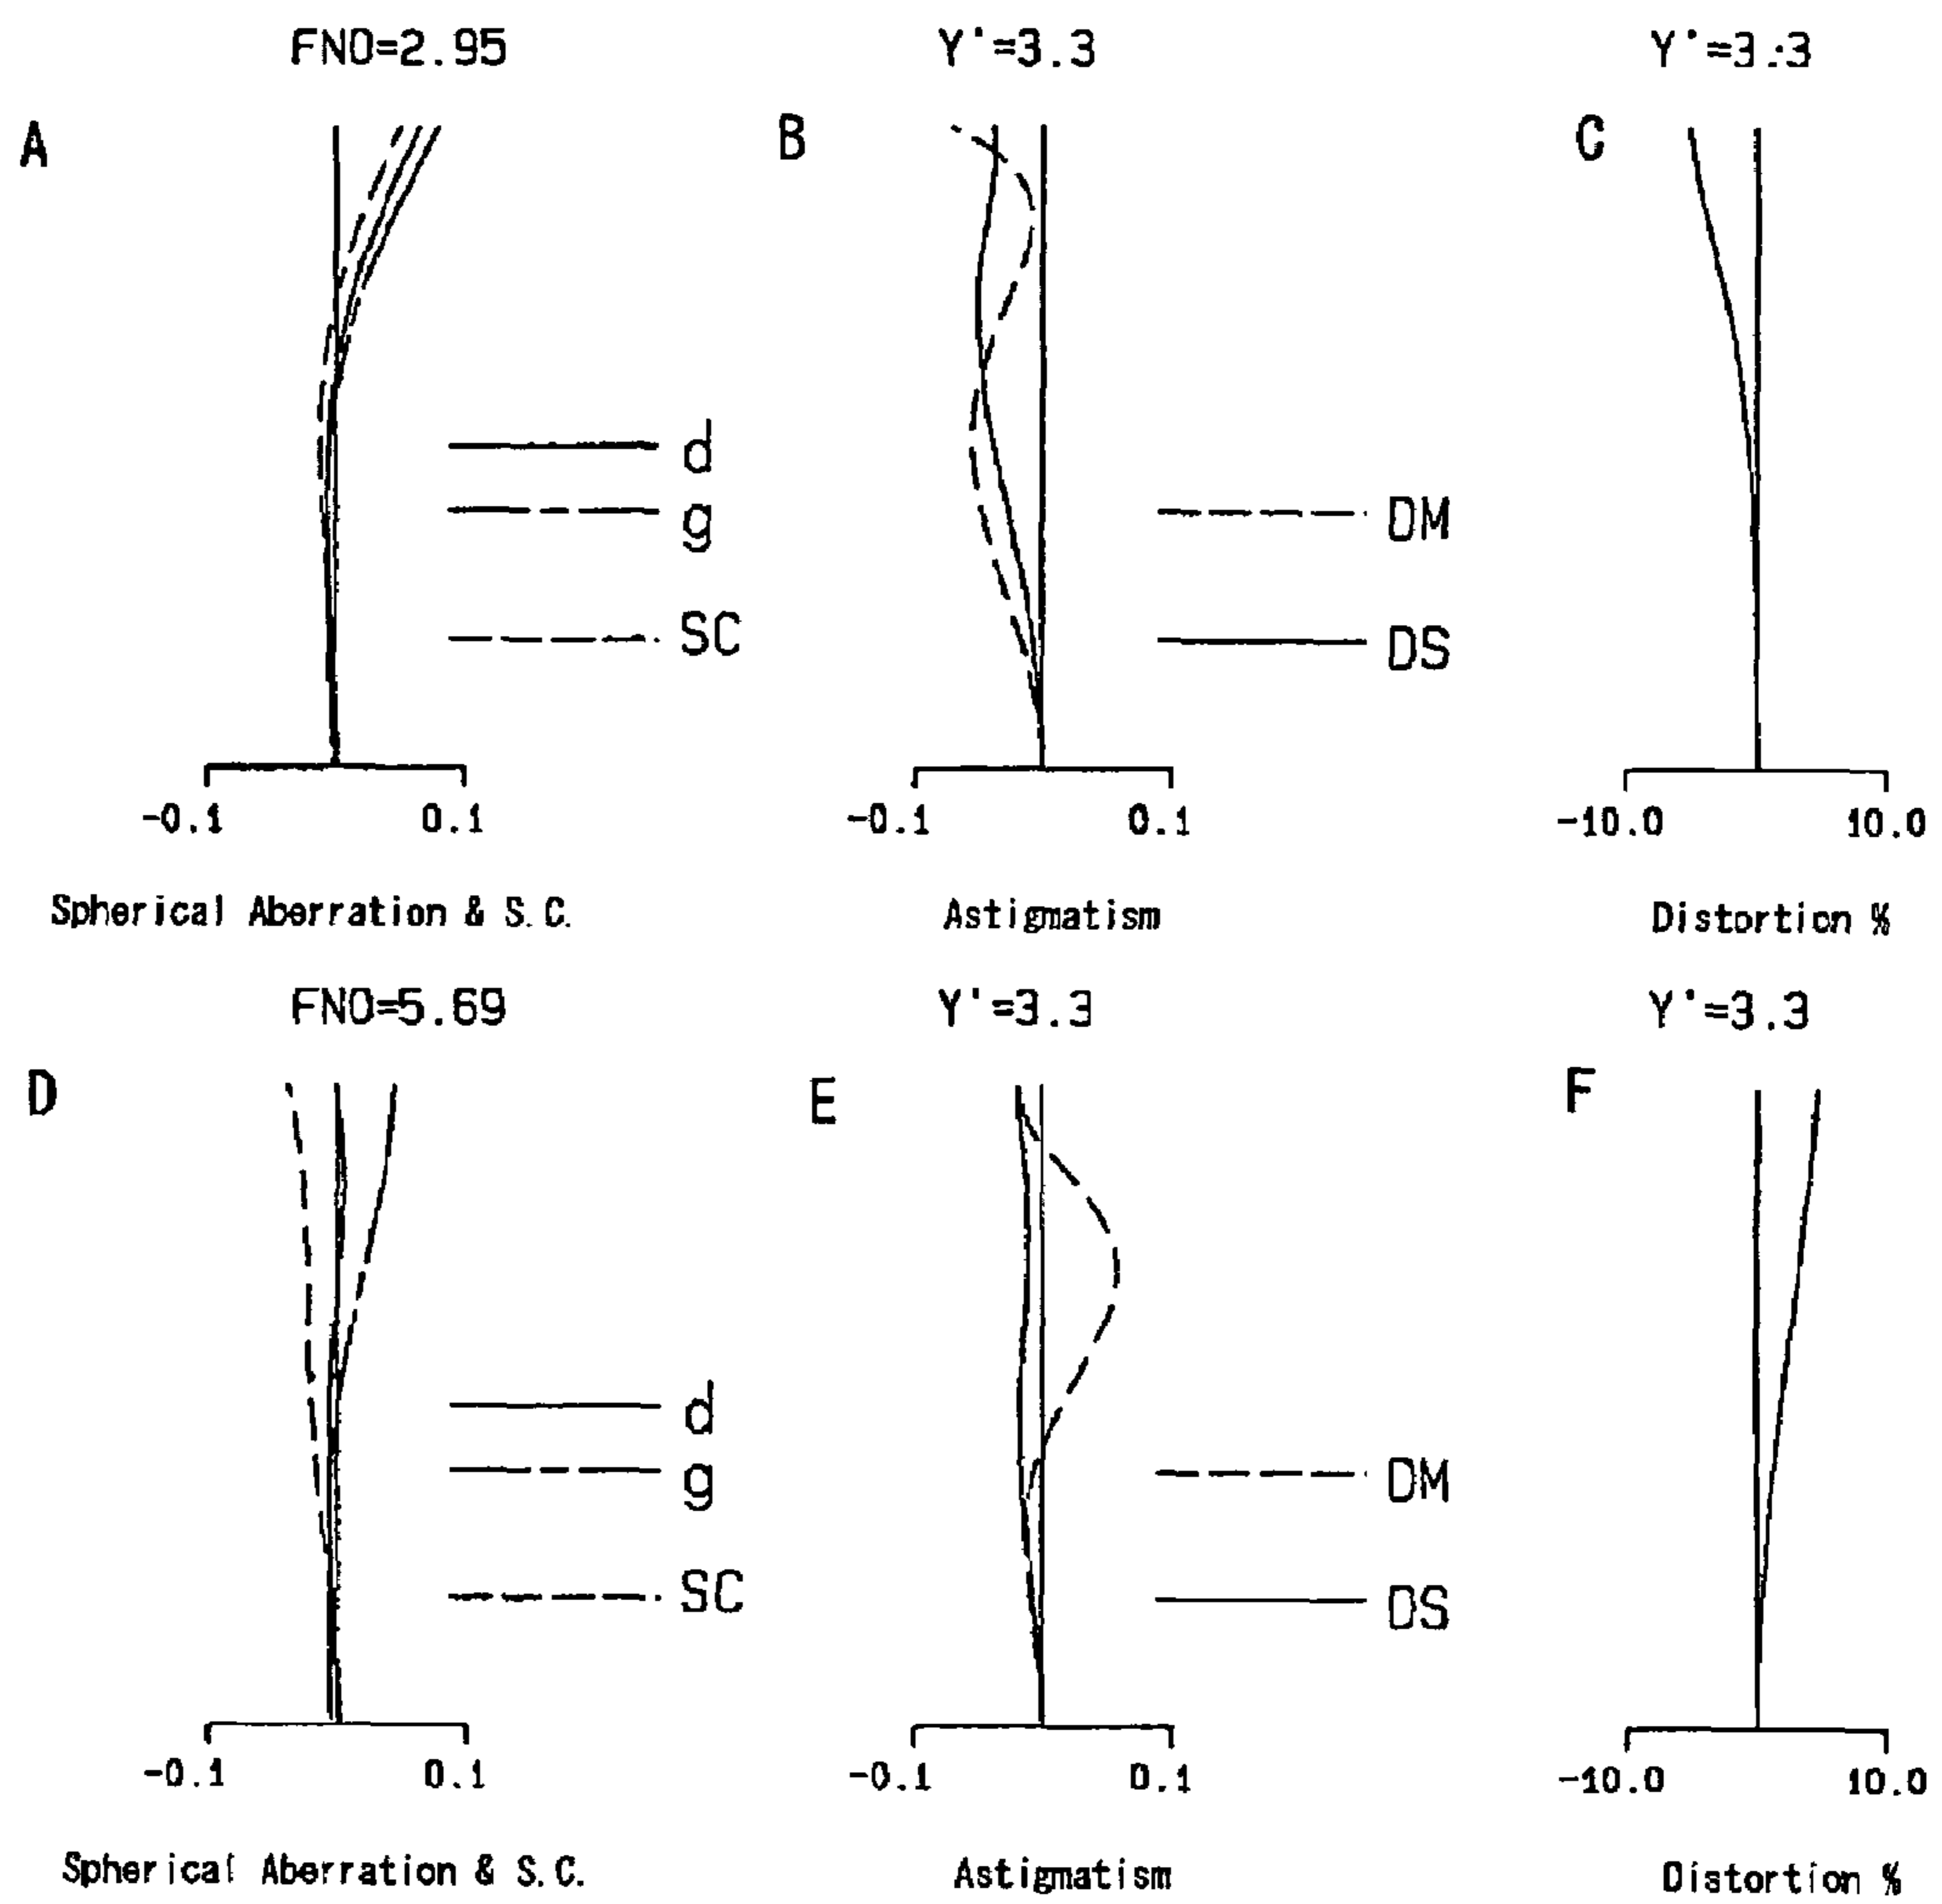 FNO=2.95
Y'=3.3
Y'=3.3
A
B
C
d
g
SC
DM
DS
-0.1 0.1
-0.1 0.1
-10.0 10.0
Spherical Aberration & S.C.
Astigmatism
Distortion %
FNO=5.69
Y'=3.3
Y'=3.3
D
E
F
d
g
SC
DM
DS
-0.1 0.1
-0.1 0.1
-10.0 10.0
Spherical Aberration & S.C.
Astigmatism
Distortion %